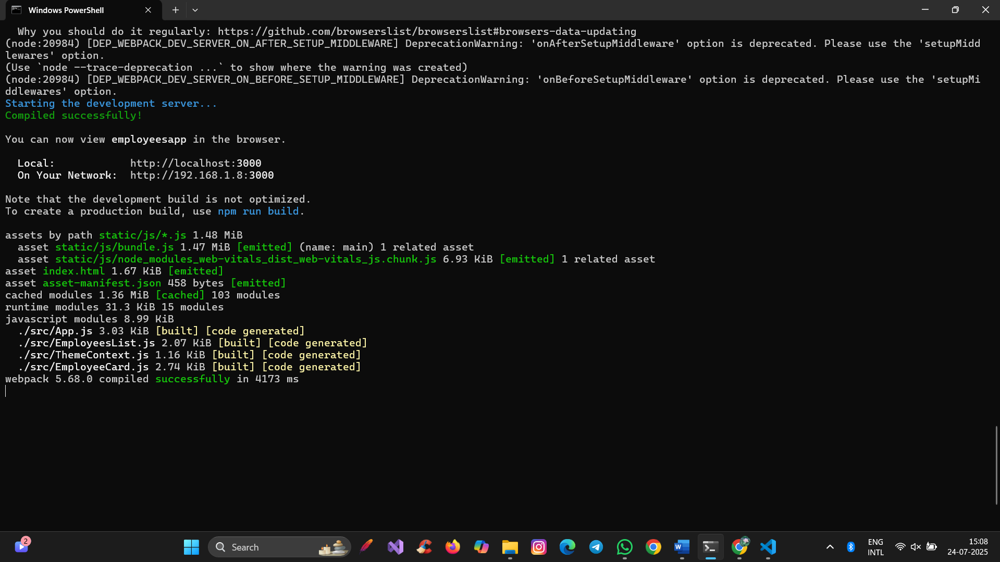 Windows PowerShell
  Why you should do it regularly: https://github.com/browserslist/browserslist#browsers-data-updating
(node:20984) [DEP_WEBPACK_DEV_SERVER_ON_AFTER_SETUP_MIDDLEWARE] DeprecationWarning: 'onAfterSetupMiddleware' option is deprecated. Please use the 'setupMidd
lewares' option.
(Use `node --trace-deprecation ...` to show where the warning was created)
(node:20984) [DEP_WEBPACK_DEV_SERVER_ON_BEFORE_SETUP_MIDDLEWARE] DeprecationWarning: 'onBeforeSetupMiddleware' option is deprecated. Please use the 'setupMi
ddlewares' option.
Starting the development server...
Compiled successfully!
You can now view employeesapp in the browser.
  Local:            http://localhost:3000
  On Your Network:  http://192.168.1.8:3000
Note that the development build is not optimized.
To create a production build, use npm run build.
assets by path static/js/*.js 1.48 MiB
  asset static/js/bundle.js 1.47 MiB [emitted] (name: main) 1 related asset
  asset static/js/node_modules_web-vitals_dist_web-vitals_js.chunk.js 6.93 KiB [emitted] 1 related asset
asset index.html 1.67 KiB [emitted]
asset asset-manifest.json 458 bytes [emitted]
cached modules 1.36 MiB [cached] 103 modules
runtime modules 31.3 KiB 15 modules
javascript modules 8.99 KiB
  ./src/App.js 3.03 KiB [built] [code generated]
  ./src/EmployeesList.js 2.07 KiB [built] [code generated]
  ./src/ThemeContext.js 1.16 KiB [built] [code generated]
  ./src/EmployeeCard.js 2.74 KiB [built] [code generated]
webpack 5.68.0 compiled successfully in 4173 ms
2
Search
W
ENG
INTL
15:08
24-07-2025